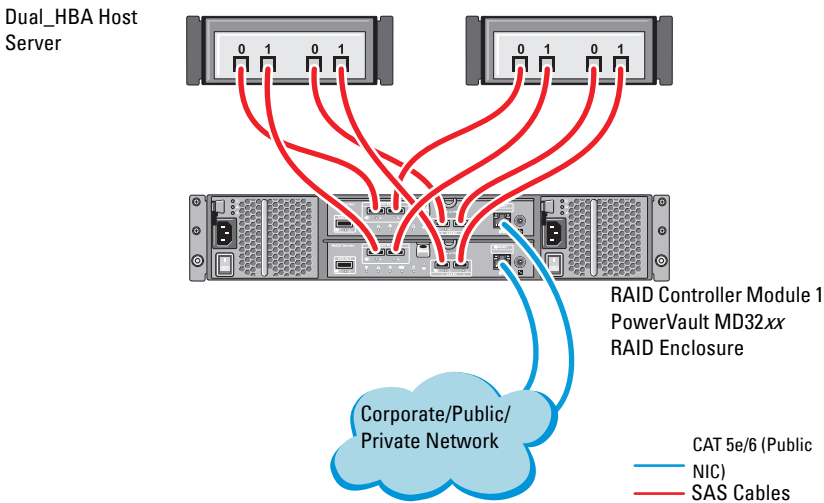 Dual_HBA Host
Server
0 1 0 1
0 1 0 1
RAID Controller Module 1
PowerVault MD32xx
RAID Enclosure
Corporate/Public/
Private Network
CAT 5e/6 (Public
NIC)
SAS Cables